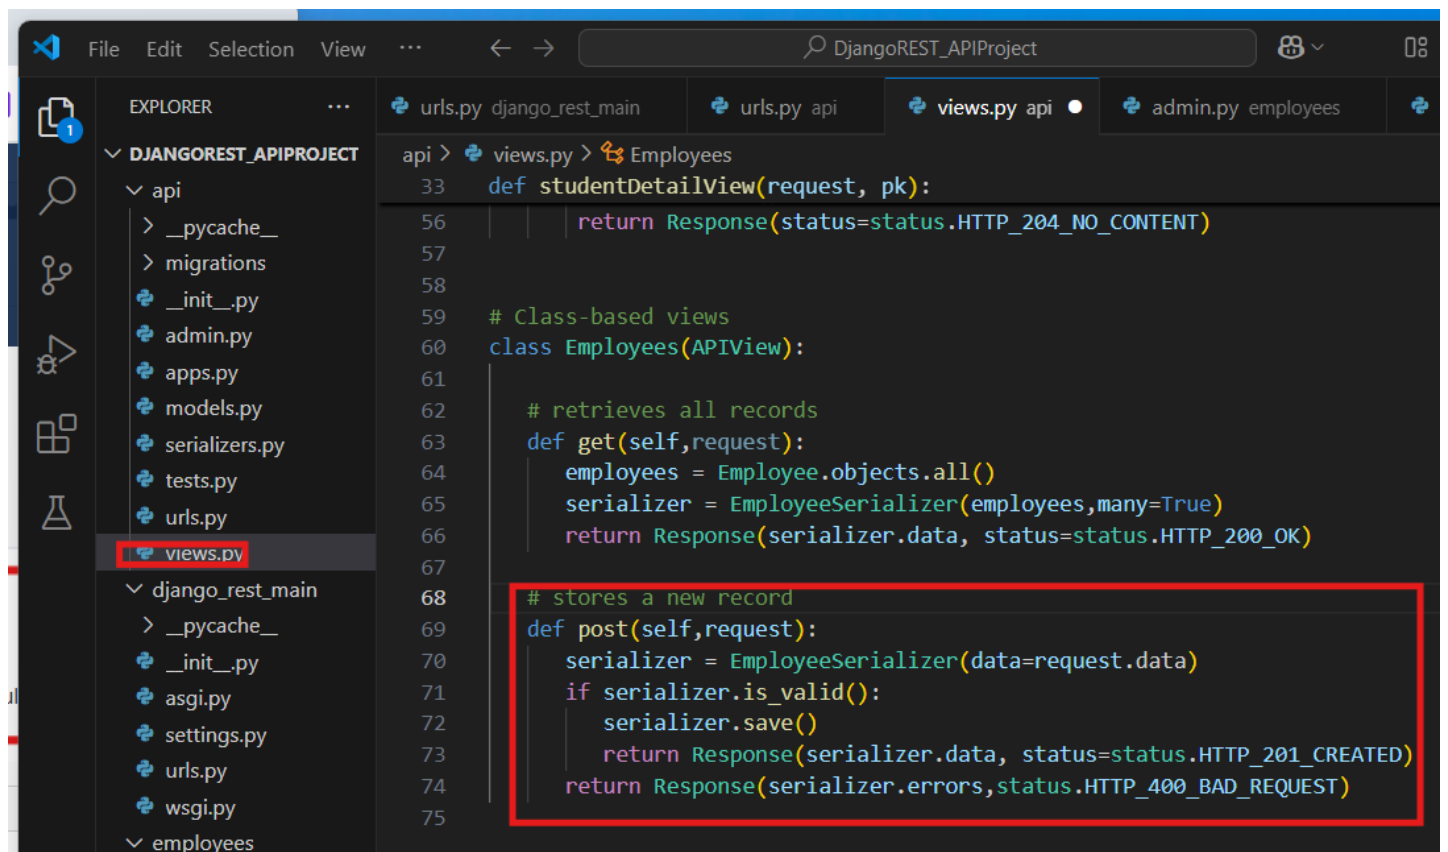 File Edit Selection View ··· DjangoREST_APIProject
EXPLORER ···
urls.py django_rest_main
urls.py api
views.py api
admin.py employees
1
DJANGOREST_APIPROJECT
api
__pycache__
migrations
__init__.py
admin.py
apps.py
models.py
serializers.py
tests.py
urls.py
views.py
django_rest_main
__pycache__
__init__.py
asgi.py
settings.py
urls.py
wsgi.py
employees
api > views.py > Employees
33 def studentDetailView(request, pk):
56 return Response(status=status.HTTP_204_NO_CONTENT)
57
58
59 # Class-based views
60 class Employees(APIView):
61
62 # retrieves all records
63 def get(self,request):
64 employees = Employee.objects.all()
65 serializer = EmployeeSerializer(employees,many=True)
66 return Response(serializer.data, status=status.HTTP_200_OK)
67
68 # stores a new record
69 def post(self,request):
70 serializer = EmployeeSerializer(data=request.data)
71 if serializer.is_valid():
72 serializer.save()
73 return Response(serializer.data, status=status.HTTP_201_CREATED)
74 return Response(serializer.errors,status.HTTP_400_BAD_REQUEST)
75